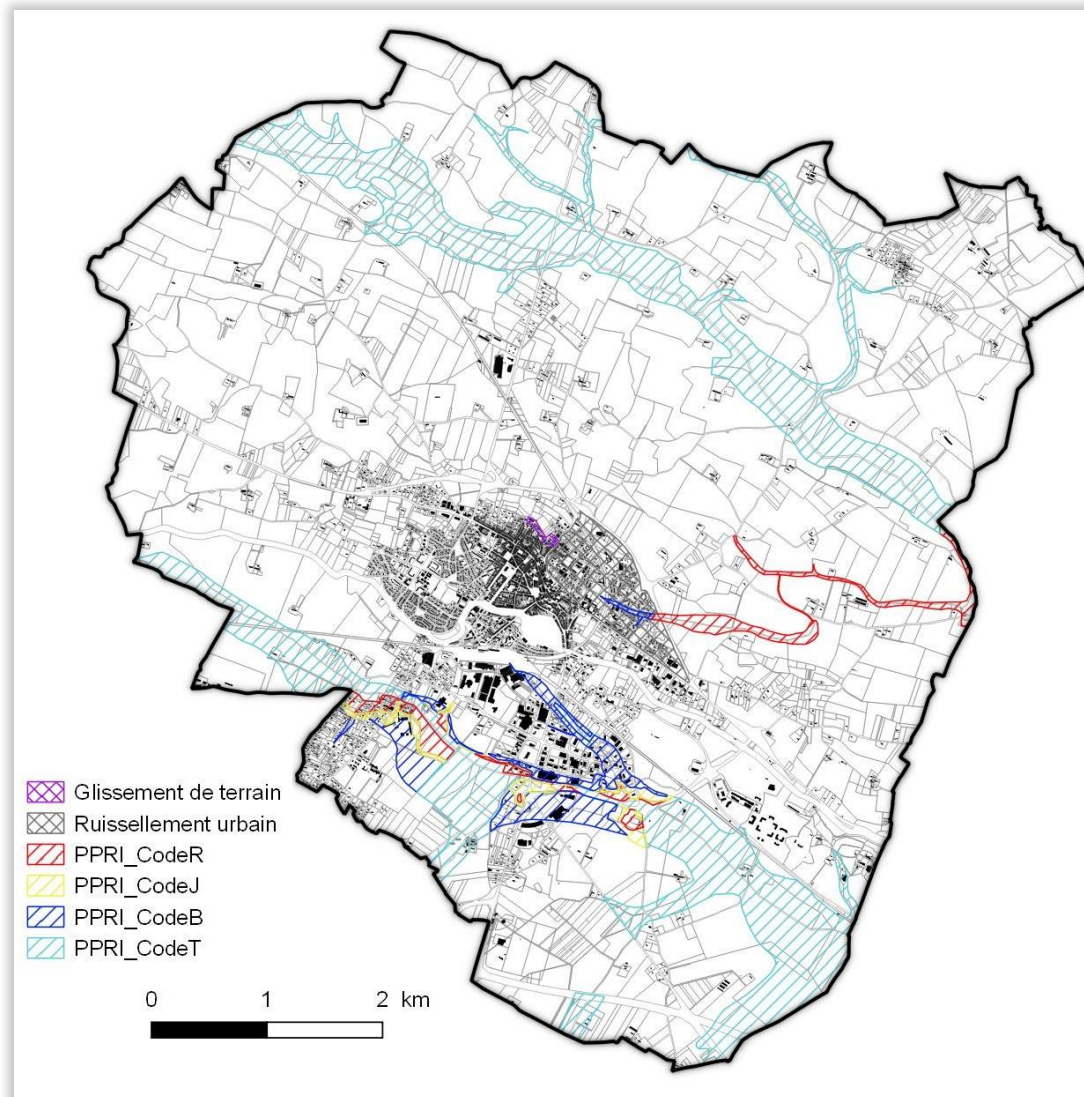 Glissement de terrain
Ruissellement urbain
PPRI_CodeR
PPRI_CodeJ
PPRI_CodeB
PPRI_CodeT
0 1 2 km